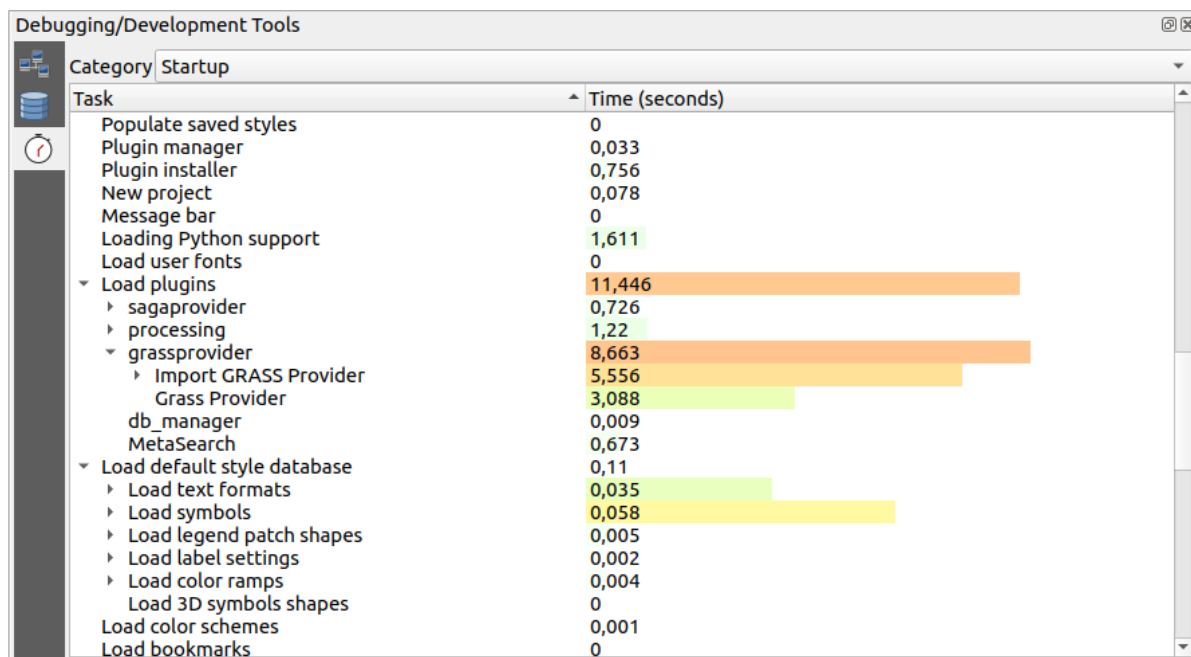 Debugging/Development Tools
Category Startup
Task Time (seconds)
Populate saved styles 0
Plugin manager 0,033
Plugin installer 0,756
New project 0,078
Message bar 0
Loading Python support 1,611
Load user fonts 0
Load plugins 11,446
sagaprovider 0,726
processing 1,22
grassprovider 8,663
Import GRASS Provider 5,556
Grass Provider 3,088
db_manager 0,009
MetaSearch 0,673
Load default style database 0,11
Load text formats 0,035
Load symbols 0,058
Load legend patch shapes 0,005
Load label settings 0,002
Load color ramps 0,004
Load 3D symbols shapes 0
Load color schemes 0,001
Load bookmarks 0